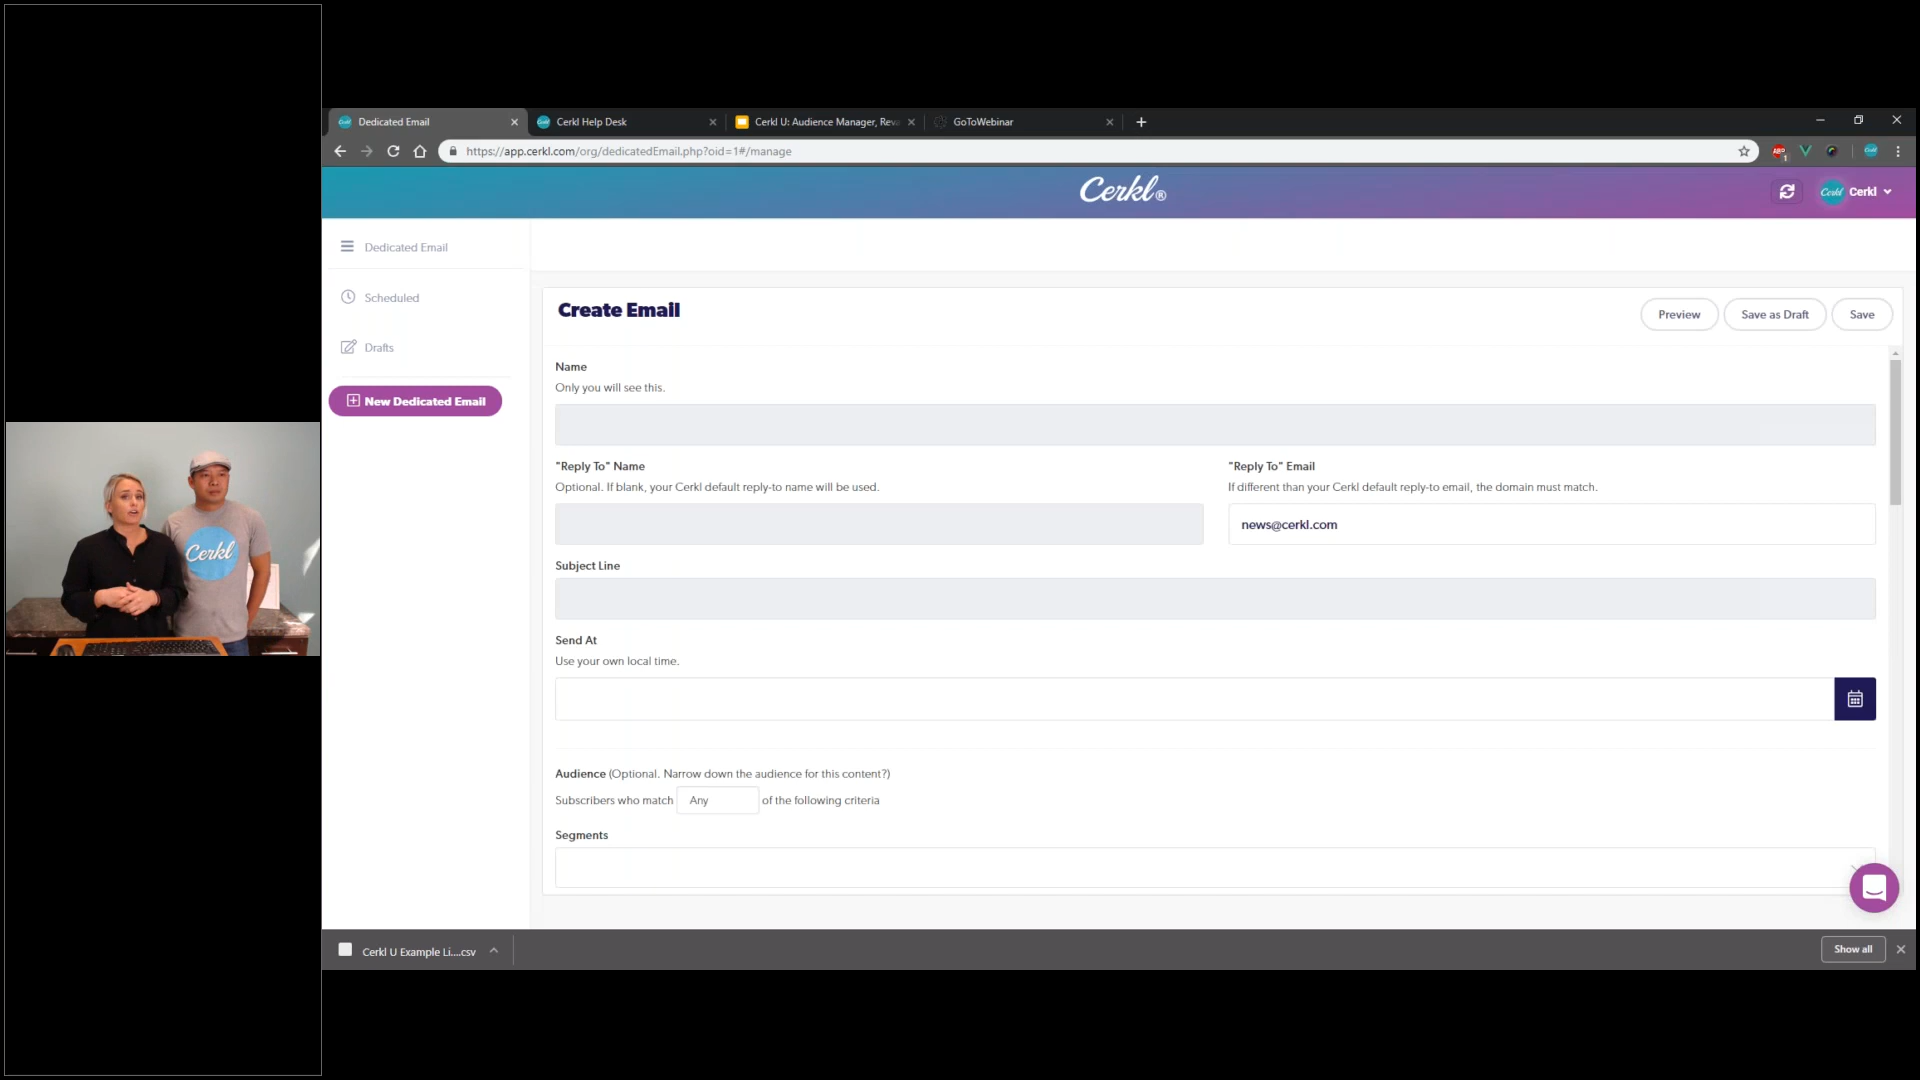 Dedicated Email
Cerkl Help Desk
Cerkl U: Audience Manager, Reva
GoToWebinar
https://app.cerkl.com/org/dedicatedEmail.php?oid=1#/manage
ABP
1
Cerkl®
Cerkl
Cerkl
Dedicated Email
Scheduled
Drafts
New Dedicated Email
Create Email
Preview
Save as Draft
Save
Name
Only you will see this.
"Reply To" Name
"Reply To" Email
Optional. If blank, your Cerkl default reply-to name will be used.
If different than your Cerkl default reply-to email, the domain must match.
news@cerkl.com
Subject Line
Send At
Use your own local time.
Audience (Optional. Narrow down the audience for this content?)
Subscribers who match Any of the following criteria
Segments
Cerkl
Cerkl U Example Li....csv
Show all